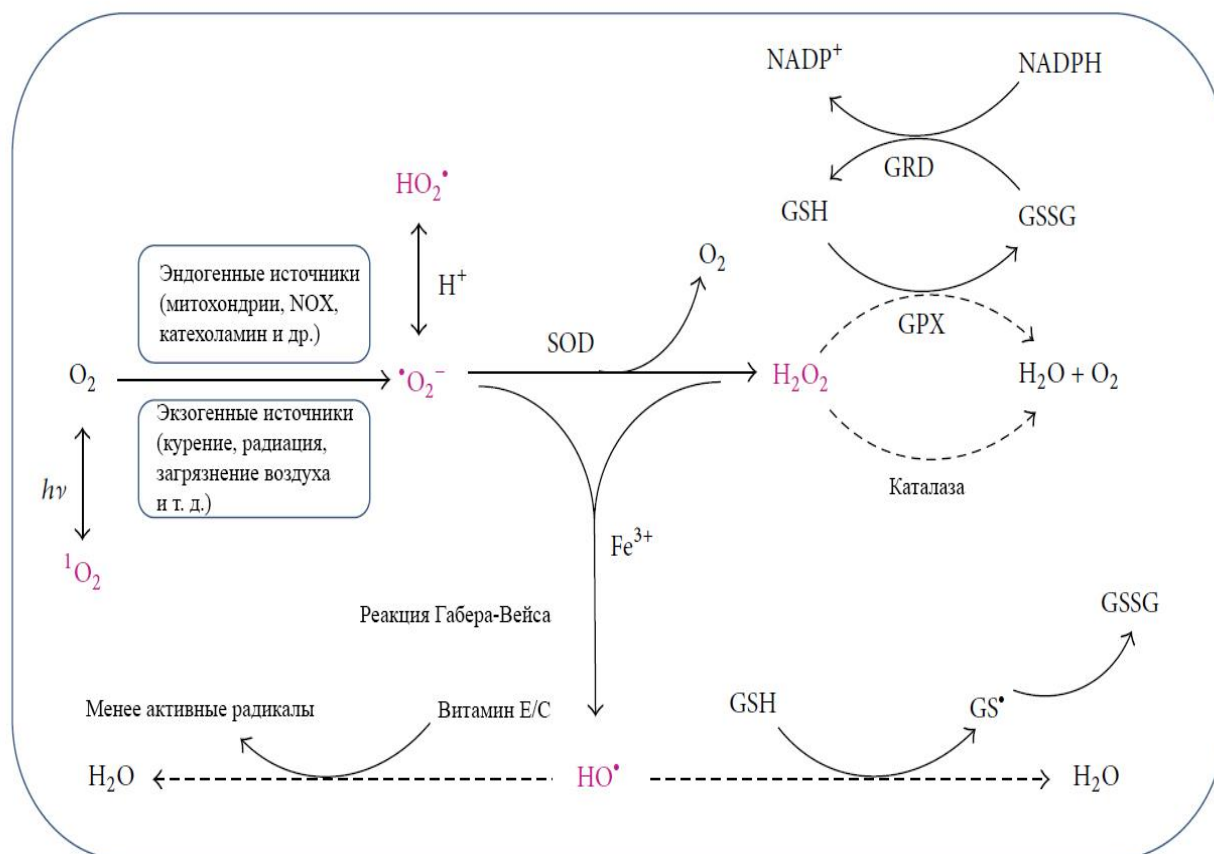 NADP⁺
NADPH
GRD
HO₂•
GSH
GSSG
Эндогенные источники
(митохондрии, NOX,
катехоламин и др.)
H⁺
O₂
GPX
SOD
O₂
•O₂⁻
H₂O₂
H₂O + O₂
Экзогенные источники
(курение, радиация,
загрязнение воздуха
и т. д.)
hν
Каталаза
Fe³⁺
¹O₂
Реакция Габера-Вейса
GSSG
Менее активные радикалы
Витамин E/C
GSH
GS•
H₂O
HO•
H₂O